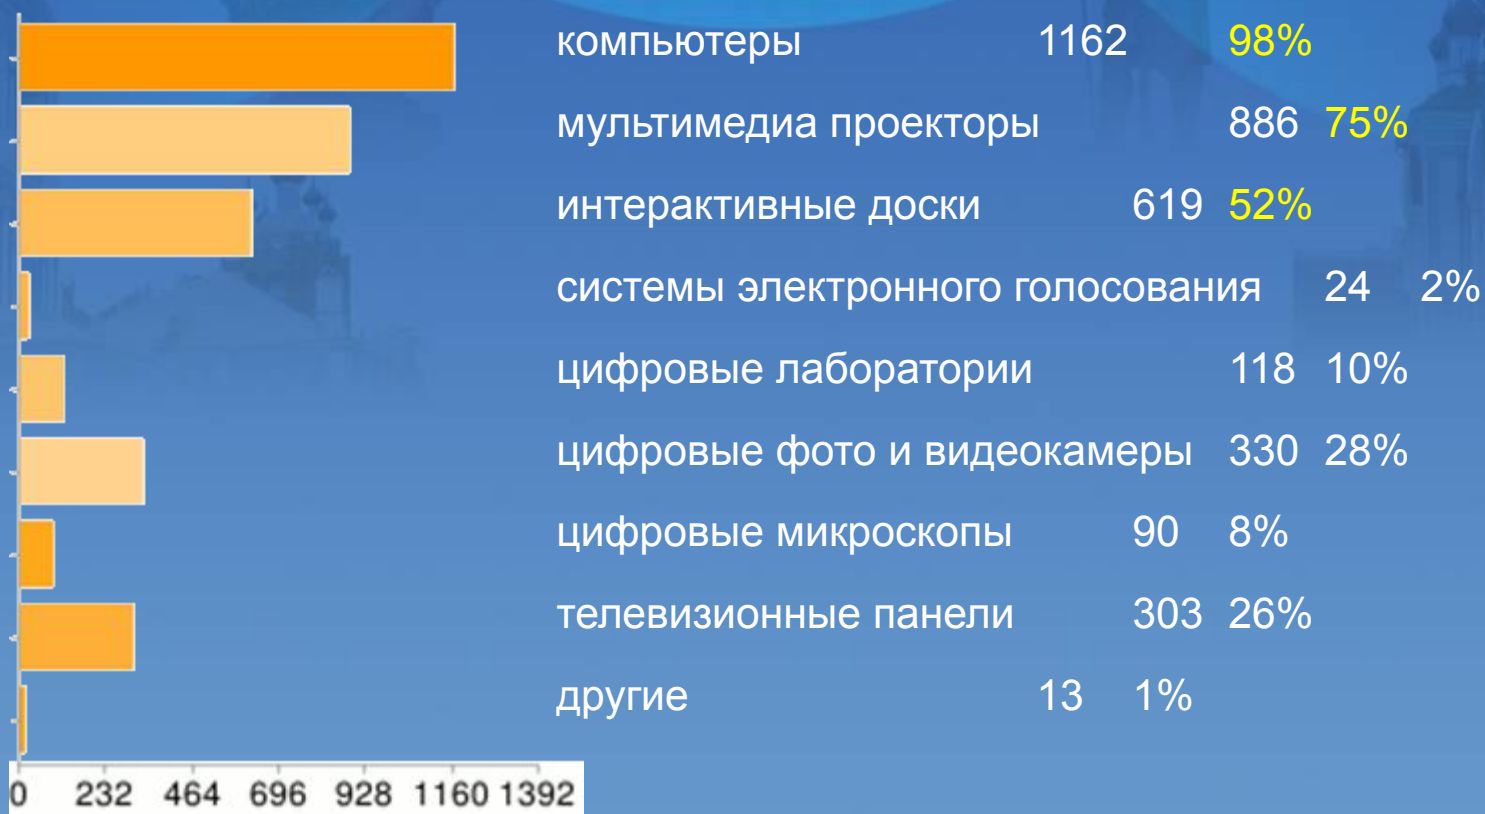 компьютеры 1162 98%
мультимедиа проекторы 886 75%
интерактивные доски 619 52%
системы электронного голосования 24 2%
цифровые лаборатории 118 10%
цифровые фото и видеокамеры 330 28%
цифровые микроскопы 90 8%
телевизионные панели 303 26%
другие 13 1%
0 232 464 696 928 1160 1392